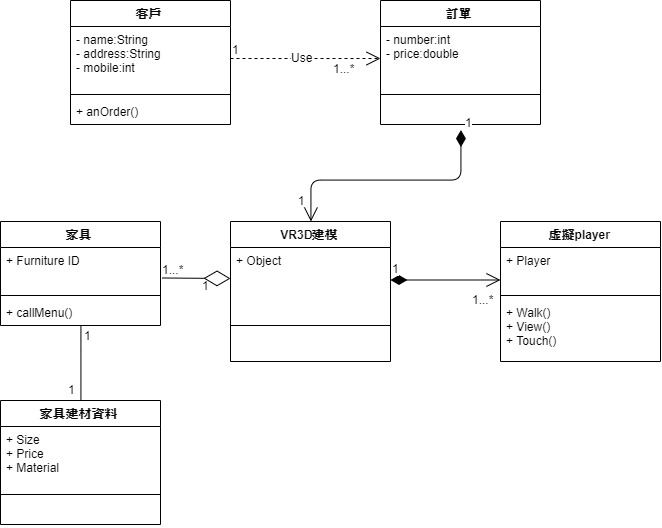 客戶
- name:String
- address:String
- mobile:int
+ anOrder()
1
Use
1...*
訂單
- number:int
- price:double
1
1
家具
+ Furniture ID
+ callMenu()
1...*
1
VR3D建模
+ Object
1
1...*
虛擬player
+ Player
+ Walk()
+ View()
+ Touch()
1
1
家具建材資料
+ Size
+ Price
+ Material